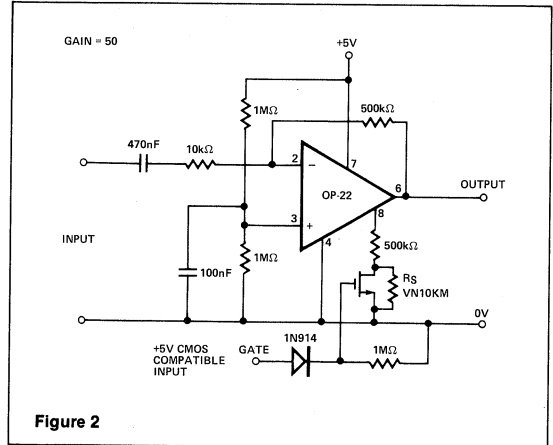 GAIN = 50
+5V
1MΩ
500kΩ
470nF
10kΩ
2
−
7
OP-22
6
OUTPUT
8
3
+
4
INPUT
1MΩ
500kΩ
100nF
RS
VN10KM
0V
+5V CMOS
COMPATIBLE
INPUT
GATE
1N914
1MΩ
Figure 2